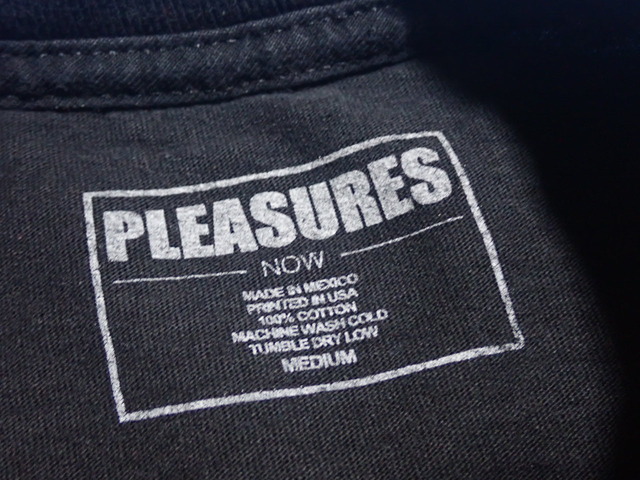 PLEASURES
NOW
MADE IN MEXICO
PRINTED IN USA
100% COTTON
MACHINE WASH COLD
TUMBLE DRY LOW
MEDIUM